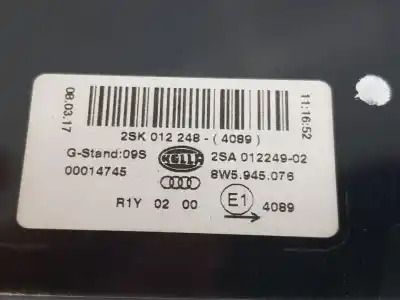 08.03.17
11:16:52
2SK 012 248-(4089)
G-Stand:09S HELLA 2SA 012249-02
00014745 8W5.945.076
R1Y 02 00 E1 4089